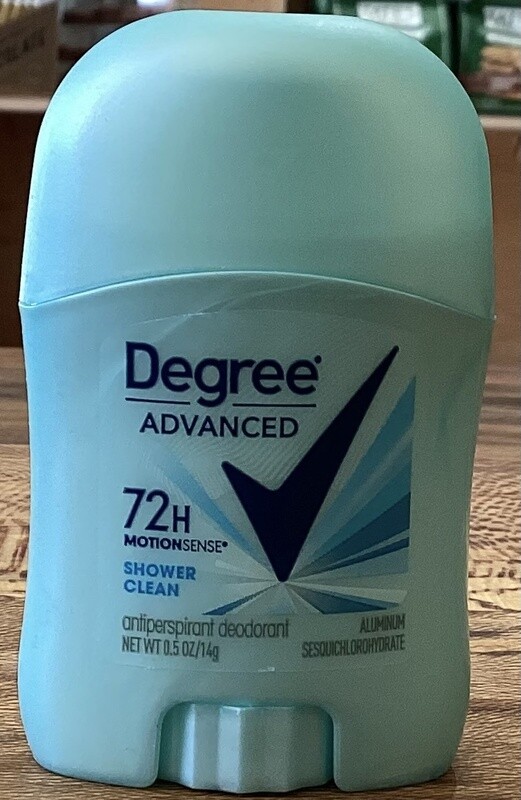 Degree®
ADVANCED
72H
MOTIONSENSE®
SHOWER
CLEAN
antiperspirant deodorant
NET WT 0.5 OZ/14g
ALUMINUM
SESQUICHLOROHYDRATE